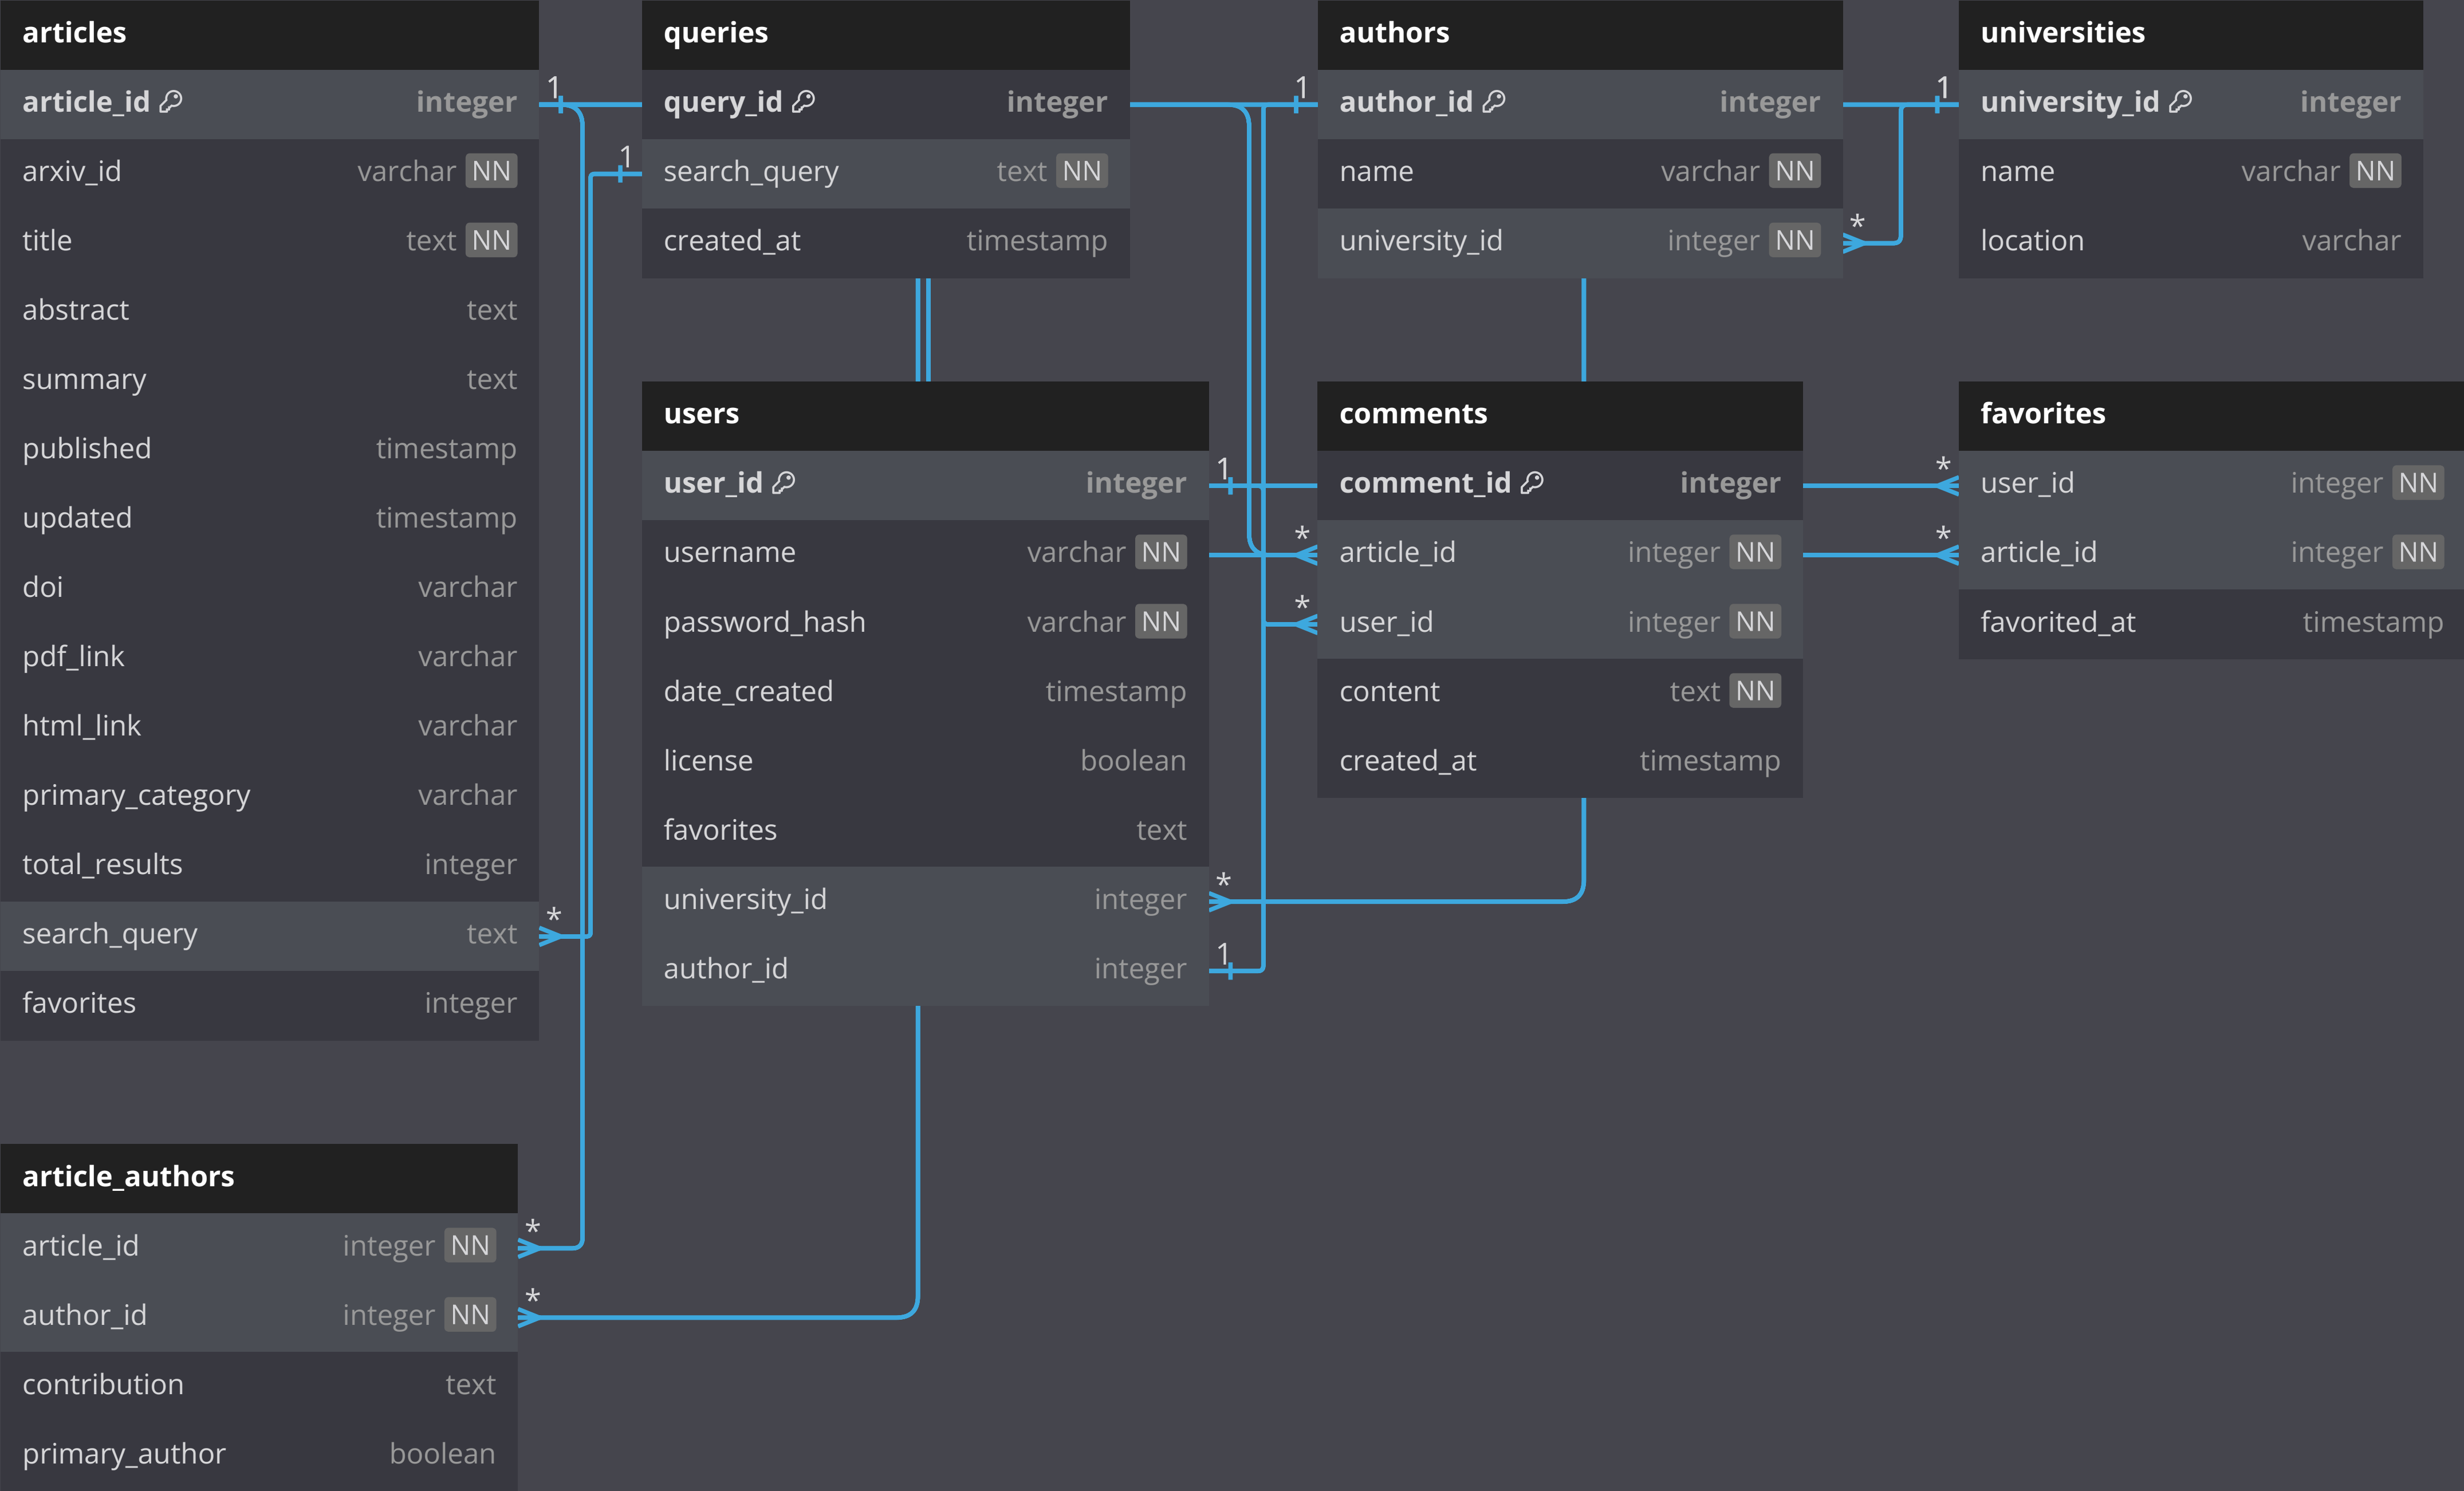 articles
article_id integer
arxiv_id varchar NN
title text NN
abstract text
summary text
published timestamp
updated timestamp
doi varchar
pdf_link varchar
html_link varchar
primary_category varchar
total_results integer
search_query text
favorites integer
1
*
queries
query_id integer
search_query text NN
created_at timestamp
1
authors
author_id integer
name varchar NN
university_id integer NN
1
*
universities
university_id integer
name varchar NN
location varchar
1
users
user_id integer
username varchar NN
password_hash varchar NN
date_created timestamp
license boolean
favorites text
university_id integer
author_id integer
1
*
1
comments
comment_id integer
article_id integer NN
user_id integer NN
content text NN
created_at timestamp
*
*
favorites
user_id integer NN
article_id integer NN
favorited_at timestamp
*
*
article_authors
article_id integer NN
author_id integer NN
contribution text
primary_author boolean
*
*